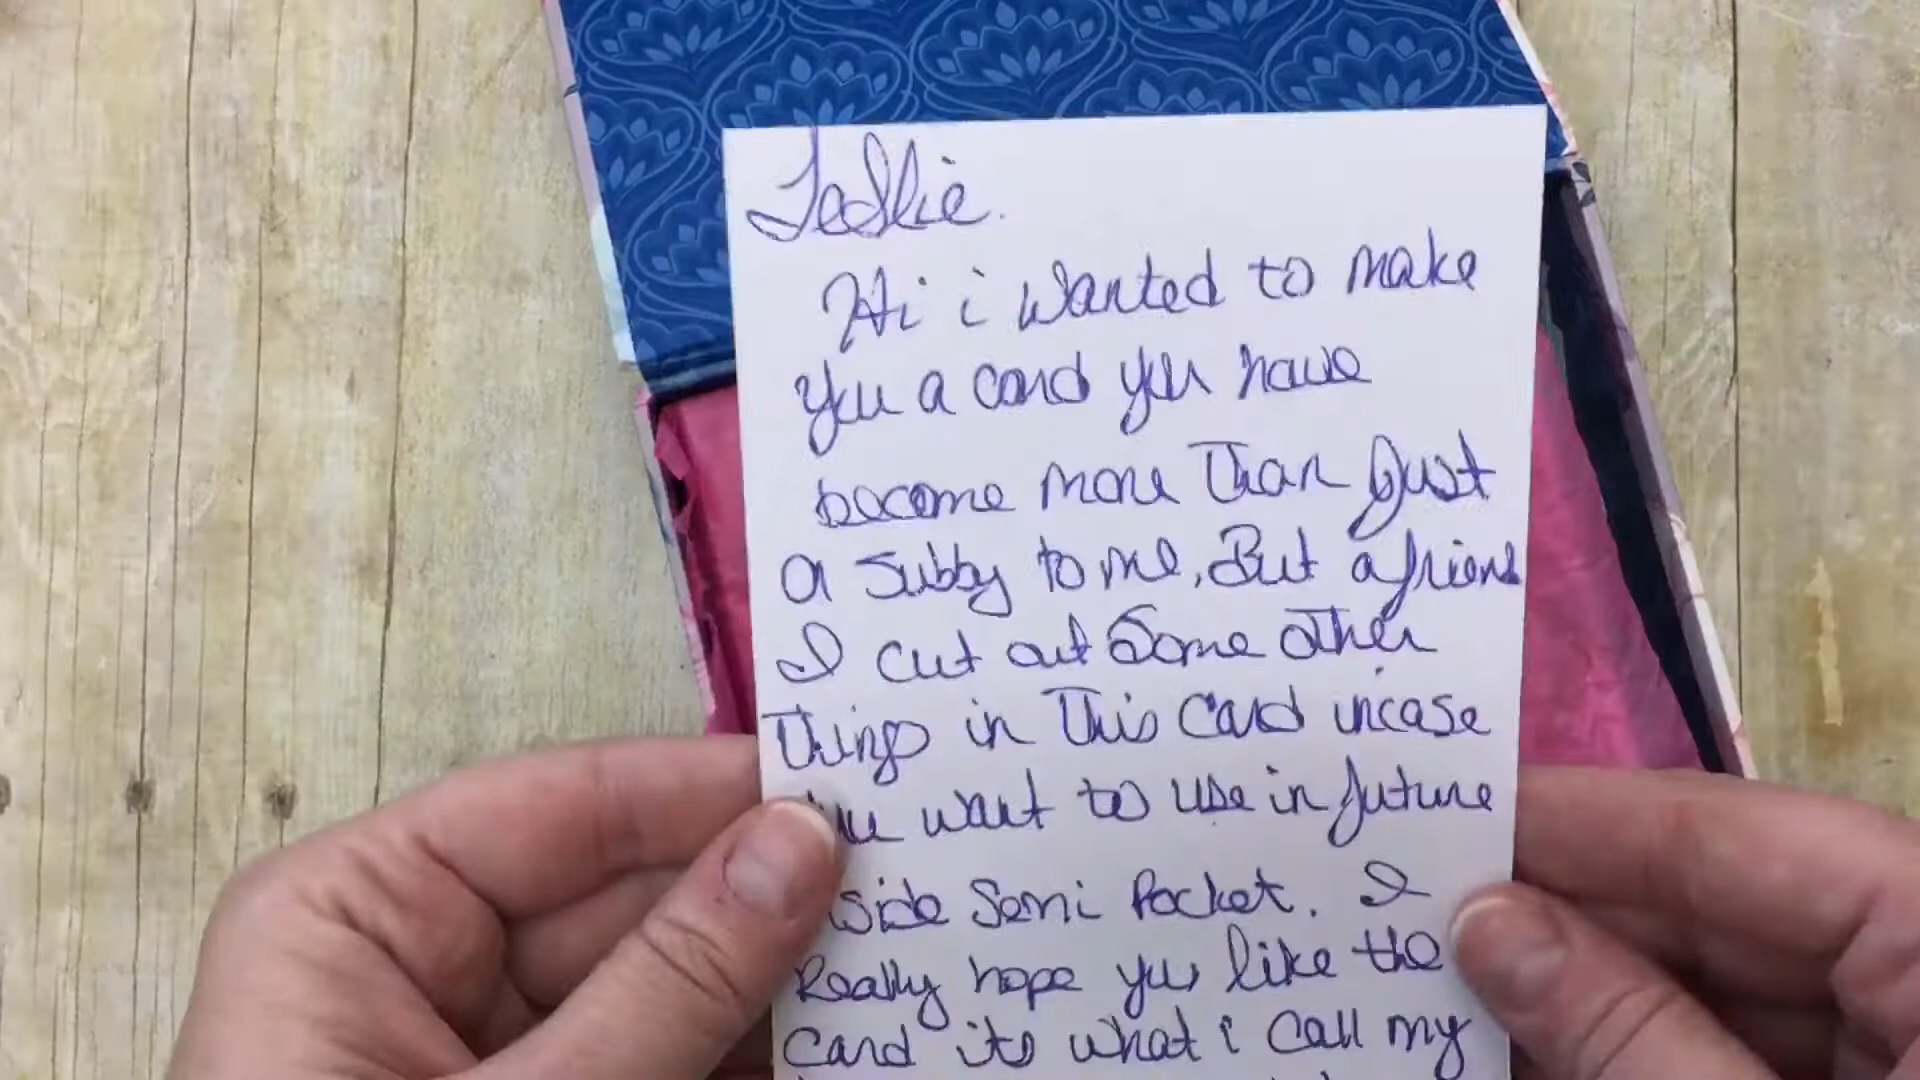 Leslie.
Hi i wanted to make
you a card you have
become more Than Just
a subby to me, But a friend
I cut out Some other
Things in This Card incase
want to use in future
side Semi Pocket. I
Really hope you like the
Card its what i Call my